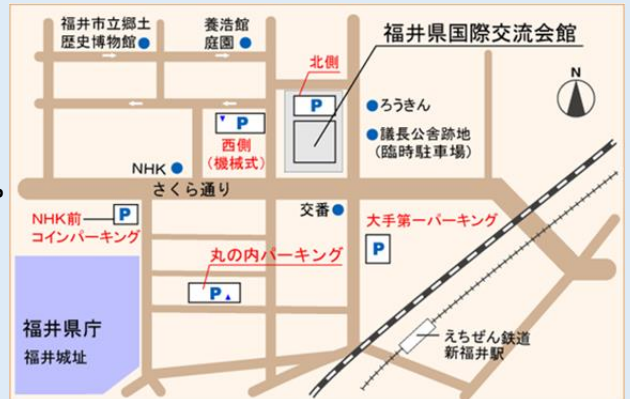 福井市立郷土
歴史博物館
養浩館
庭園
福井県国際交流会館
北側
P
N
ろうきん
P
西側
(機械式)
議長公舎跡地
(臨時駐車場)
NHK
さくら通り
NHK前
コインパーキング
P
交番
大手第一パーキング
P
丸の内パーキング
P
福井県庁
福井城址
えちぜん鉄道
新福井駅